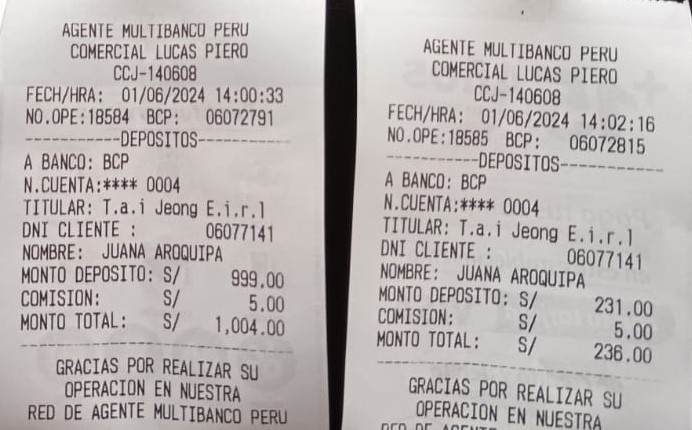 AGENTE MULTIBANCO PERU
COMERCIAL LUCAS PIERO
CCJ-140608
FECH/HRA: 01/06/2024 14:00:33
NO.OPE:18584 BCP: 06072791
-----------DEPOSITOS-----------
A BANCO: BCP
N.CUENTA:**** 0004
TITULAR: T.a.i Jeong E.i.r.l
DNI CLIENTE : 06077141
NOMBRE: JUANA AROQUIPA
MONTO DEPOSITO: S/ 999.00
COMISION: S/ 5.00
MONTO TOTAL: S/ 1,004.00
GRACIAS POR REALIZAR SU
OPERACION EN NUESTRA
RED DE AGENTE MULTIBANCO PERU
AGENTE MULTIBANCO PERU
COMERCIAL LUCAS PIERO
CCJ-140608
FECH/HRA: 01/06/2024 14:02:16
NO.OPE:18585 BCP: 06072815
-----------DEPOSITOS-----------
A BANCO: BCP
N.CUENTA:**** 0004
TITULAR: T.a.i Jeong E.i.r.l
DNI CLIENTE : 06077141
NOMBRE: JUANA AROQUIPA
MONTO DEPOSITO: S/ 231.00
COMISION: S/ 5.00
MONTO TOTAL: S/ 236.00
GRACIAS POR REALIZAR SU
OPERACION EN NUESTRA